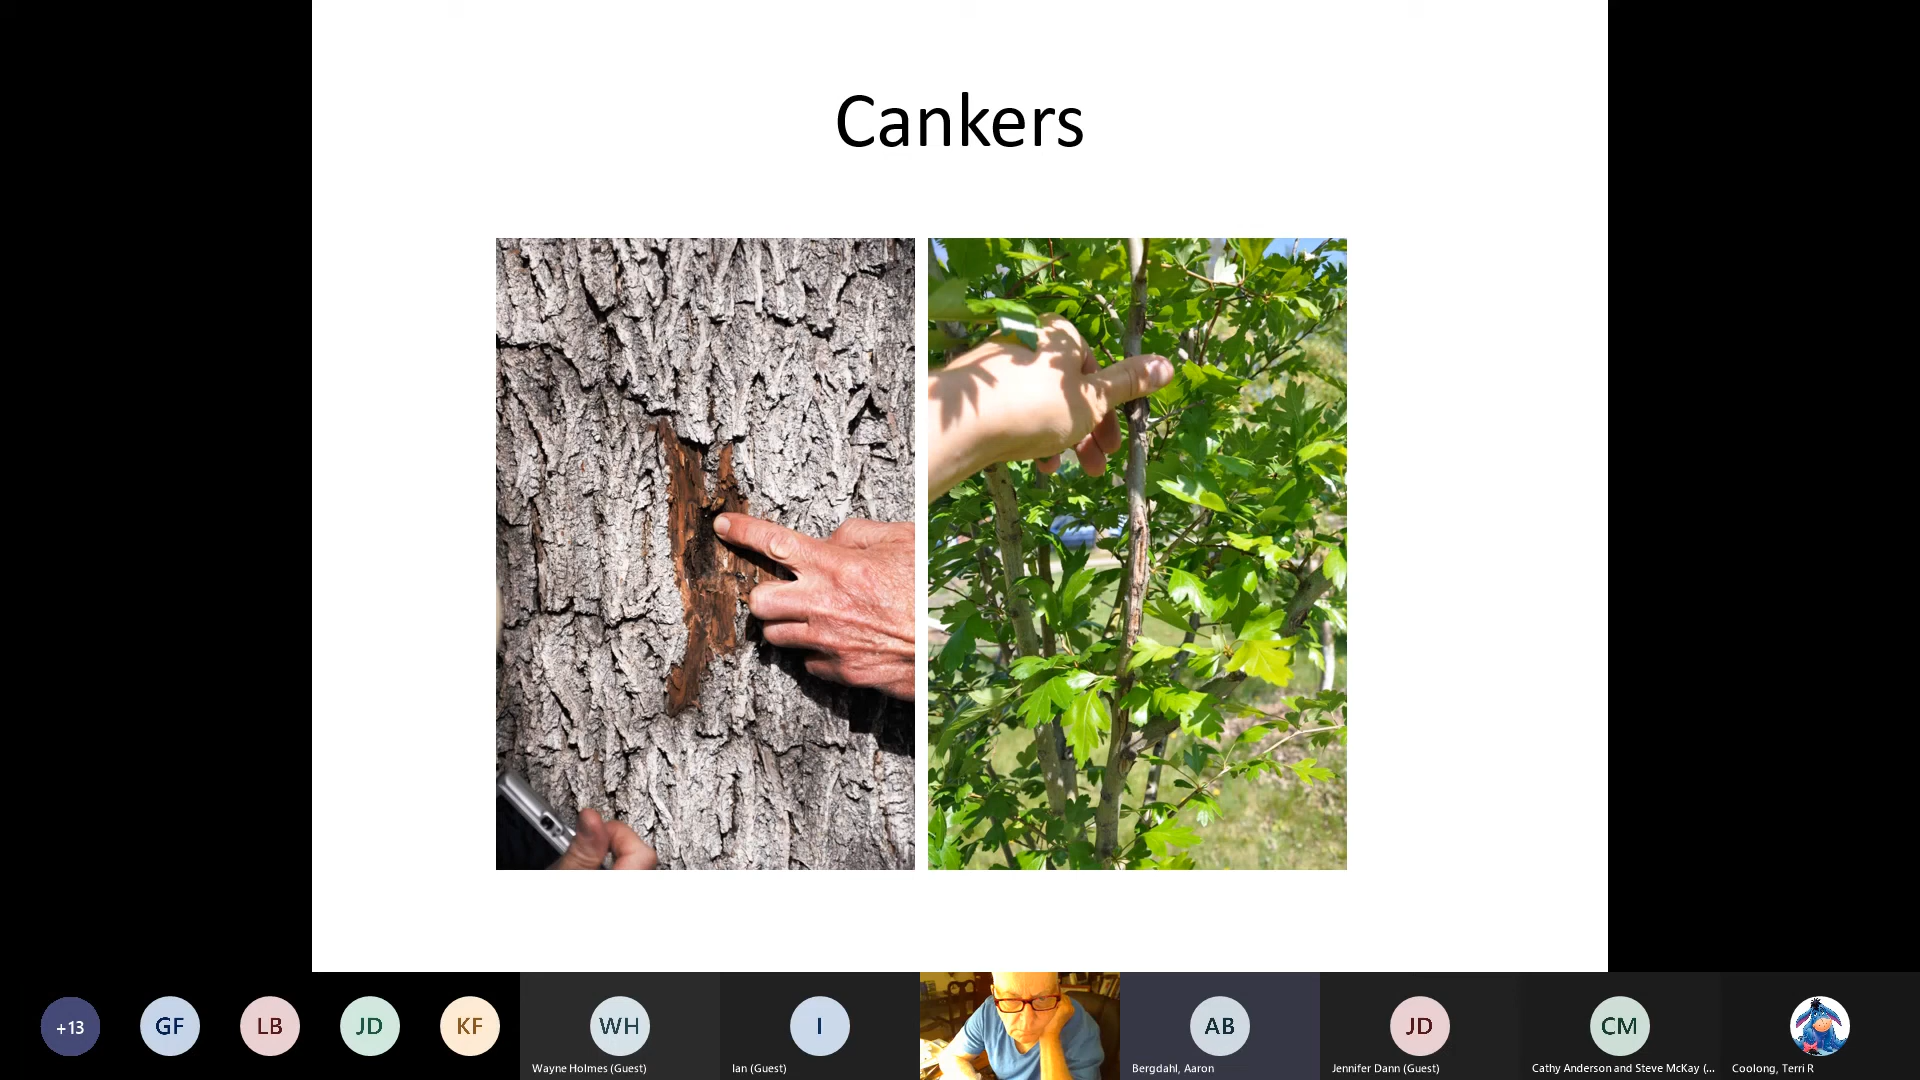 Cankers
+13
GF
LB
JD
KF
WH
I
AB
JD
CM
Wayne Holmes (Guest)
Ian (Guest)
Bergdahl, Aaron
Jennifer Dann (Guest)
Cathy Anderson and Steve McKay (...
Coolong, Terri R